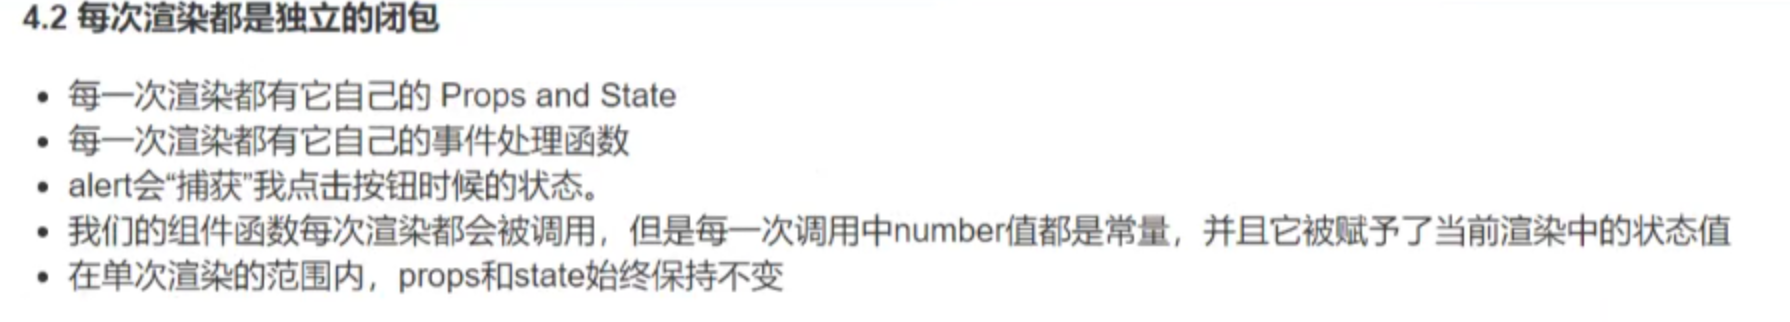 4.2 每次渲染都是独立的闭包
• 每一次渲染都有它自己的 Props and State
• 每一次渲染都有它自己的事件处理函数
• alert会“捕获”我点击按钮时候的状态。
• 我们的组件函数每次渲染都会被调用，但是每一次调用中number值都是常量，并且它被赋予了当前渲染中的状态值
• 在单次渲染的范围内，props和state始终保持不变